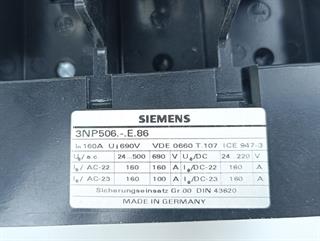 SIEMENS
3NP506.-.E.86
In 160A Ui 690V VDE 0660 T.107 ICE 947-3
Ue/a.c 24...500 690 V Ue/DC 24...220 V
Ie/AC-22 160 160 A Ie/DC-22 160 A
Ie/AC-23 160 100 A Ie/DC-23 160 A
Sicherungseinsatz Gr.00 DIN 43620
MADE IN GERMANY